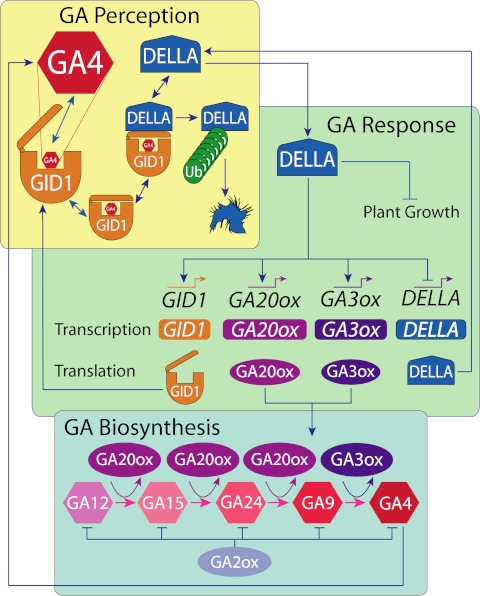 GA Perception
GA4
DELLA
DELLA
DELLA
GA4
GA4
GID1
Ub
GA4
GID1
GID1
GA Response
DELLA
Plant Growth
GID1 GA20ox GA3ox DELLA
Transcription GID1 GA20ox GA3ox DELLA
Translation GID1 GA20ox GA3ox DELLA
GA Biosynthesis
GA20ox GA20ox GA20ox GA3ox
GA12 GA15 GA24 GA9 GA4
GA2ox